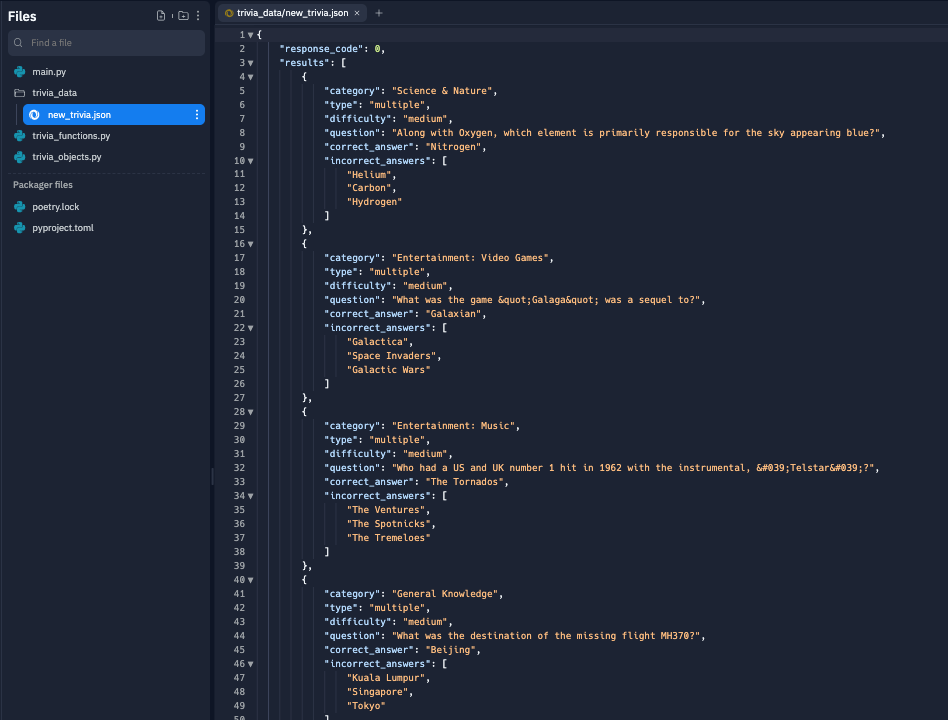 Files
Find a file
main.py
trivia_data
new_trivia.json
trivia_functions.py
trivia_objects.py
Packager files
poetry.lock
pyproject.toml
trivia_data/new_trivia.json × +
1 {
2 "response_code": 0,
3 "results": [
4 {
5 "category": "Science & Nature",
6 "type": "multiple",
7 "difficulty": "medium",
8 "question": "Along with Oxygen, which element is primarily responsible for the sky appearing blue?",
9 "correct_answer": "Nitrogen",
10 "incorrect_answers": [
11 "Helium",
12 "Carbon",
13 "Hydrogen"
14 ]
15 },
16 {
17 "category": "Entertainment: Video Games",
18 "type": "multiple",
19 "difficulty": "medium",
20 "question": "What was the game &quot;Galaga&quot; was a sequel to?",
21 "correct_answer": "Galaxian",
22 "incorrect_answers": [
23 "Galactica",
24 "Space Invaders",
25 "Galactic Wars"
26 ]
27 },
28 {
29 "category": "Entertainment: Music",
30 "type": "multiple",
31 "difficulty": "medium",
32 "question": "Who had a US and UK number 1 hit in 1962 with the instrumental, &#039;Telstar&#039;?",
33 "correct_answer": "The Tornados",
34 "incorrect_answers": [
35 "The Ventures",
36 "The Spotnicks",
37 "The Tremeloes"
38 ]
39 },
40 {
41 "category": "General Knowledge",
42 "type": "multiple",
43 "difficulty": "medium",
44 "question": "What was the destination of the missing flight MH370?",
45 "correct_answer": "Beijing",
46 "incorrect_answers": [
47 "Kuala Lumpur",
48 "Singapore",
49 "Tokyo"
50 ]